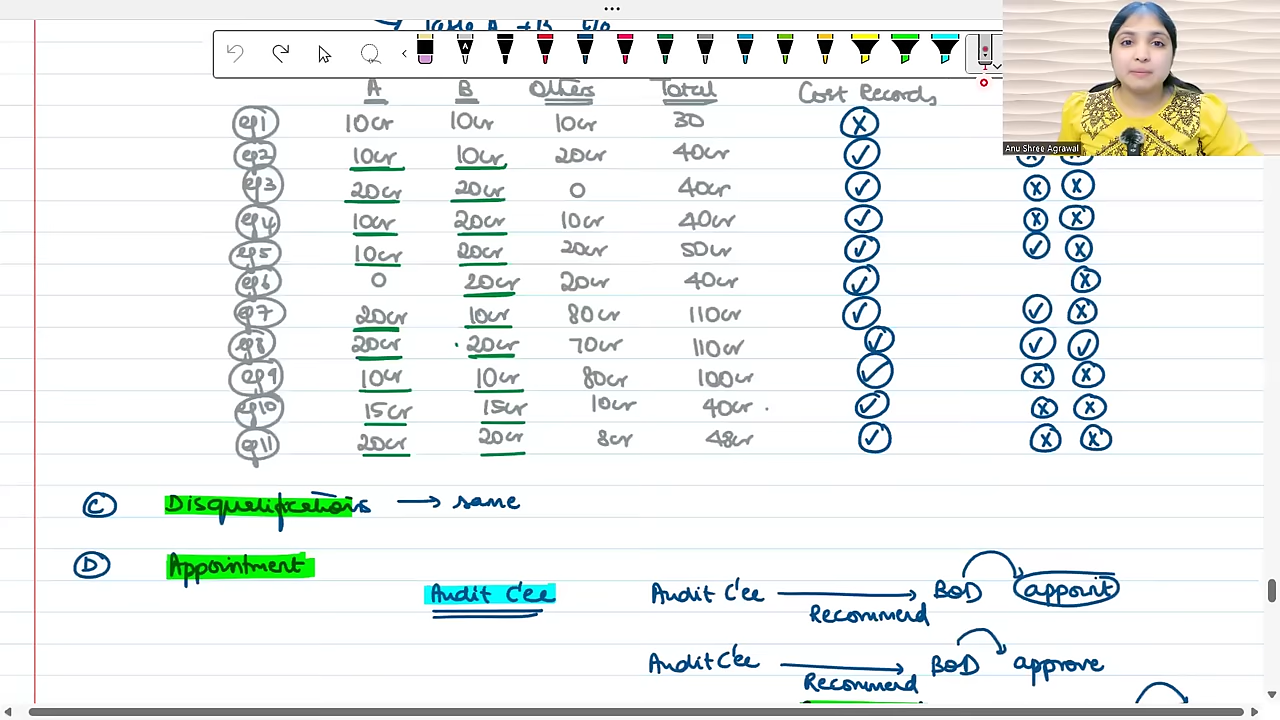 Table A + B
A B Others Total Cost Records
eg1 10cr 10cr 10cr 30 X
eg2 10cr 10cr 20cr 40cr ✓
eg3 20cr 20cr 0 40cr ✓ X X
eg4 10cr 20cr 10cr 40cr ✓ X X
eg5 10cr 20cr 20cr 50cr ✓ ✓ X
eg6 0 20cr 20cr 40cr ✓ X
eg7 20cr 10cr 80cr 110cr ✓ ✓ X
eg8 20cr 20cr 70cr 110cr ✓ ✓ ✓
eg9 10cr 10cr 80cr 100cr ✓ X X
eg10 15cr 15cr 10cr 40cr ✓ X X
eg11 20cr 20cr 8cr 48cr ✓ X X
Anu Shree Agrawal
C Disqualifications → same
D Appointment
Audit C'ee Audit C'ee → BOD appoint
Recommend
Audit C'ee → BOD approve
Recommend